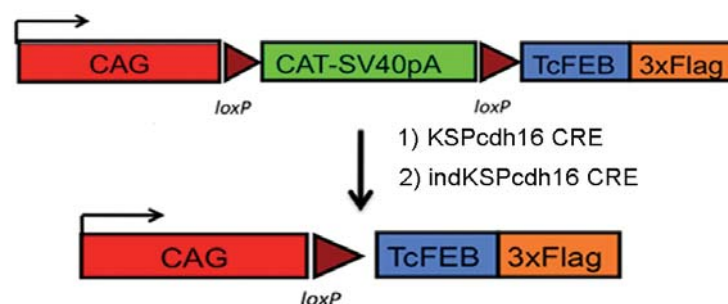 CAG CAT-SV40pA TcFEB 3xFlag
loxP loxP
1) KSPcdh16 CRE
2) indKSPcdh16 CRE
CAG TcFEB 3xFlag
loxP